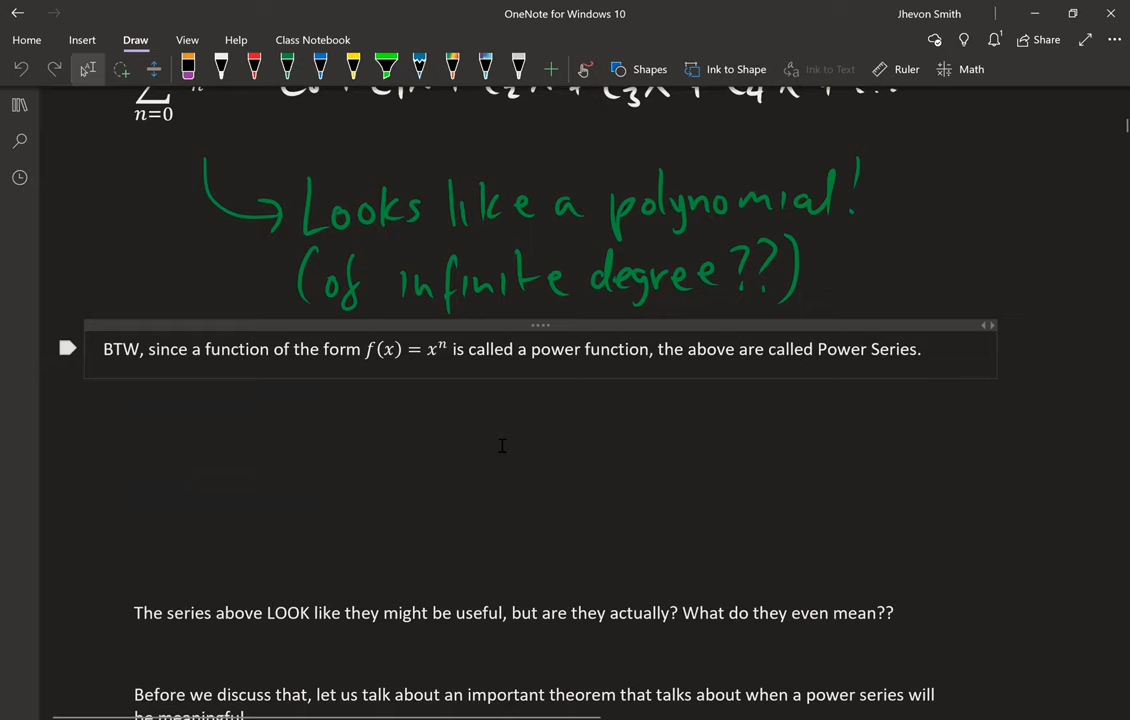 OneNote for Windows 10
Jhevon Smith
Home Insert Draw View Help Class Notebook
Share
Shapes Ink to Shape Ink to Text Ruler Math
n=0
Looks like a polynomial!
(of infinite degree??)
BTW, since a function of the form f(x) = xⁿ is called a power function, the above are called Power Series.
The series above LOOK like they might be useful, but are they actually? What do they even mean??
Before we discuss that, let us talk about an important theorem that talks about when a power series will
be meaningful